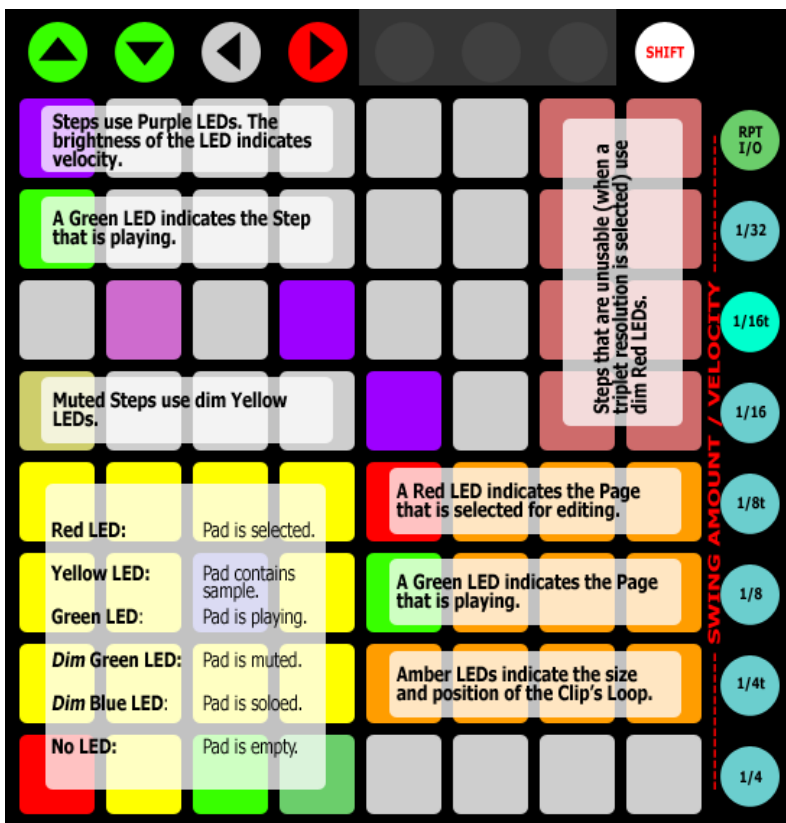 SHIFT
Steps use Purple LEDs. The
brightness of the LED indicates
velocity.
RPT
I/O
A Green LED indicates the Step
that is playing.
Steps that are unusable (when a
triplet resolution is selected) use
dim Red LEDs.
1/32
1/16t
Muted Steps use dim Yellow
LEDs.
1/16
SWING AMOUNT / VELOCITY
Red LED: Pad is selected.
Yellow LED: Pad contains
sample.
Green LED: Pad is playing.
Dim Green LED: Pad is muted.
Dim Blue LED: Pad is soloed.
No LED: Pad is empty.
A Red LED indicates the Page
that is selected for editing.
1/8t
A Green LED indicates the Page
that is playing.
1/8
Amber LEDs indicate the size
and position of the Clip's Loop.
1/4t
1/4